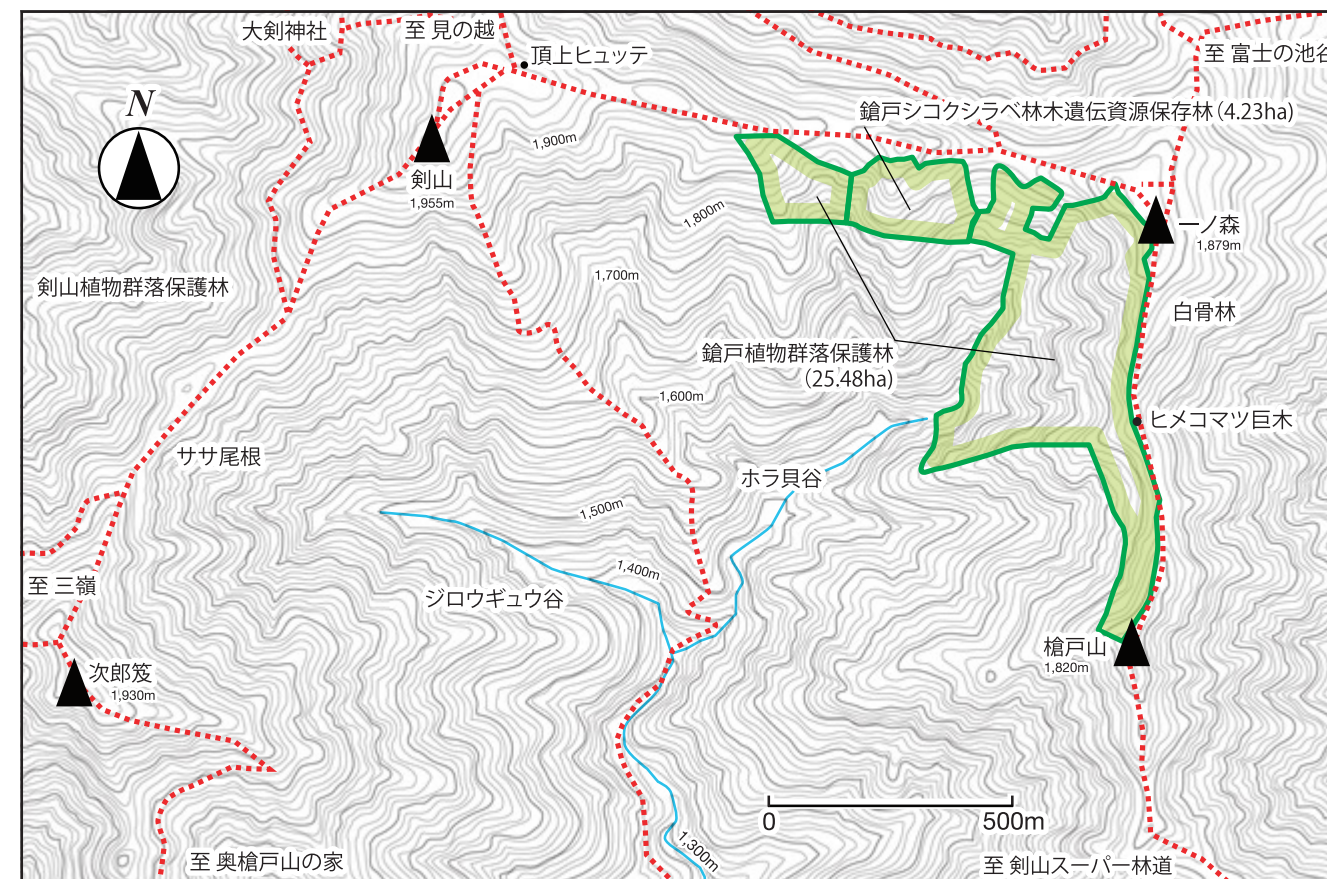 大剣神社
至 見の越
頂上ヒュッテ
至 富士の池谷
N
鎗戸シコクシラベ林木遺伝資源保存林（4.23ha）
1,900m
剣山
1,955m
1,800m
一ノ森
1,879m
1,700m
剣山植物群落保護林
白骨林
鎗戸植物群落保護林
（25.48ha）
1,600m
ヒメコマツ巨木
ササ尾根
ホラ貝谷
1,500m
1,400m
至 三嶺
ジロウギュウ谷
槍戸山
1,820m
次郎笈
1,930m
0
500m
1,300m
至 奥槍戸山の家
至 剣山スーパー林道